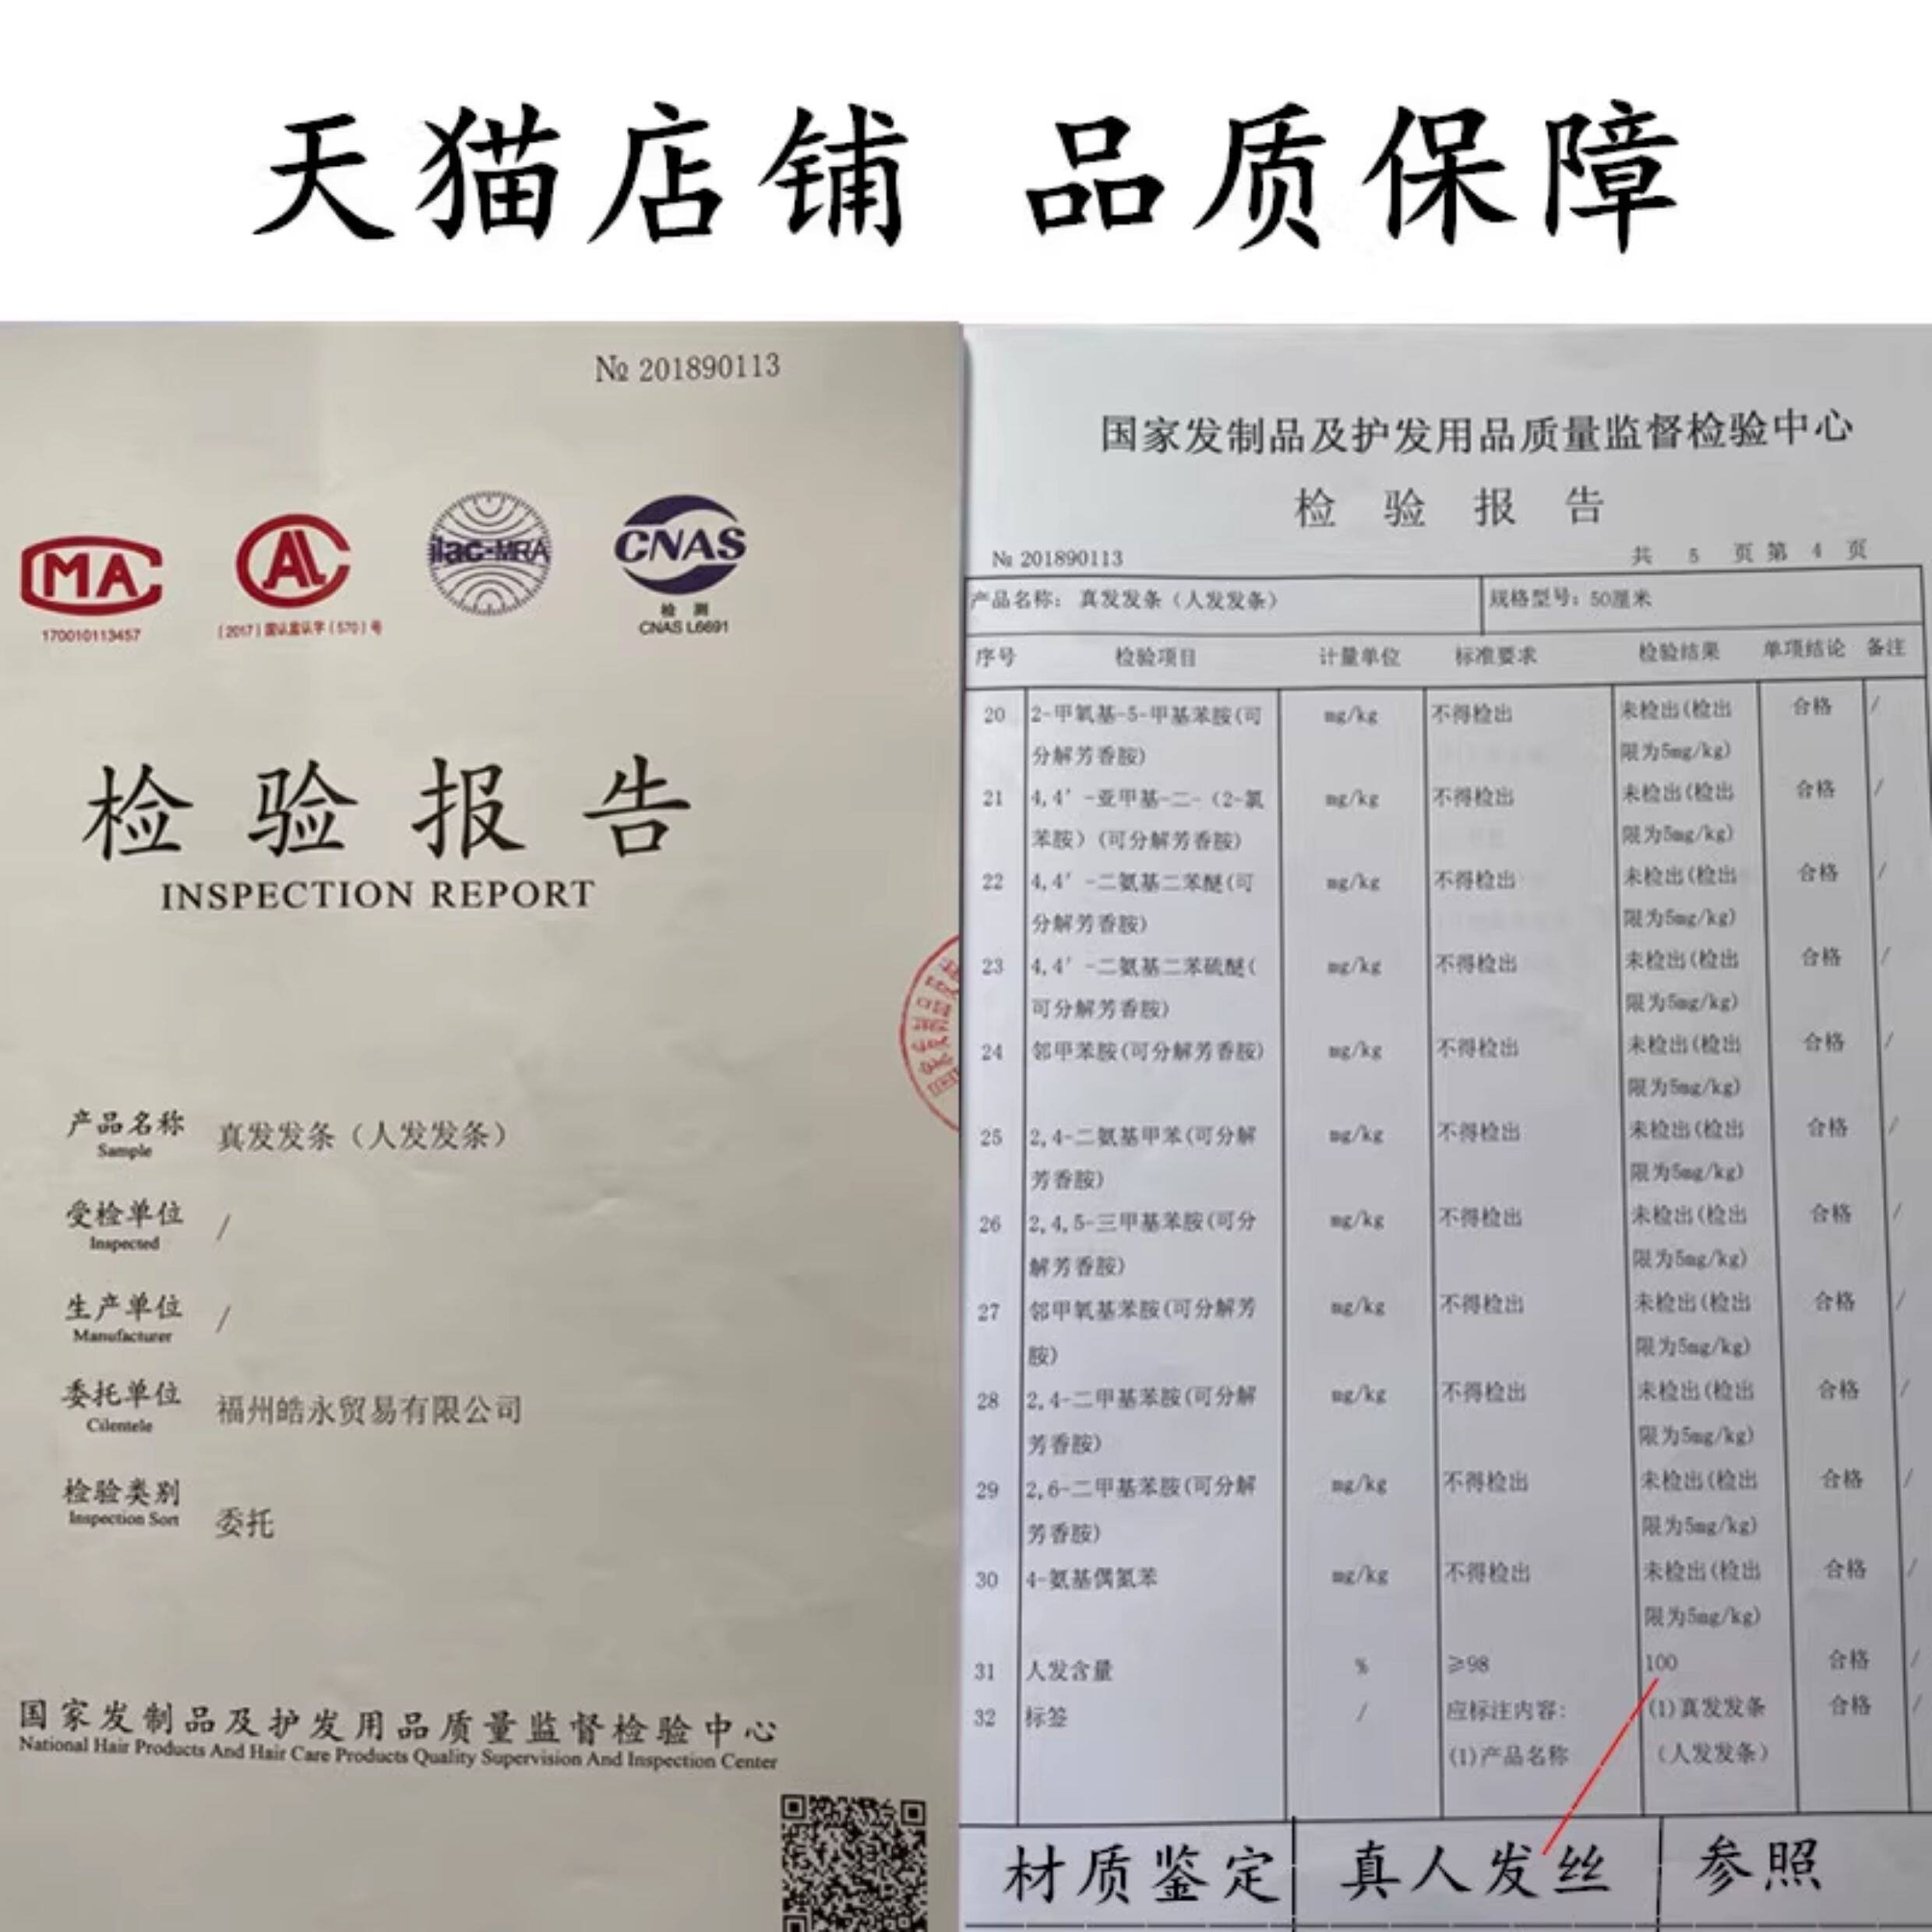 天猫店铺 品质保障
№ 201890113
MA
170010113457
AL
(2017)国认监认字(570)号
ilac-MRA
CNAS
检测
CNAS L6691
检验报告
INSPECTION REPORT
产品名称 真发发条（人发发条）
Sample
受检单位 /
Inspected
生产单位 /
Manufacturer
委托单位 福州皓永贸易有限公司
Cilentele
检验类别 委托
Inspection Sort
国家发制品及护发用品质量监督检验中心
National Hair Products And Hair Care Products Quality Supervision And Inspection Center
国家发制品及护发用品质量监督检验中心
检验报告
№ 201890113 共 5 页 第 4 页
产品名称: 真发发条（人发发条） 规格型号: 50厘米
序号 检验项目 计量单位 标准要求 检验结果 单项结论 备注
20 2-甲氧基-5-甲基苯胺(可 mg/kg 不得检出 未检出(检出 合格 /
分解芳香胺) 限为5mg/kg)
21 4,4′-亚甲基-二-（2-氯 mg/kg 不得检出 未检出(检出 合格 /
苯胺）(可分解芳香胺) 限为5mg/kg)
22 4,4′-二氨基二苯醚(可 mg/kg 不得检出 未检出(检出 合格 /
分解芳香胺) 限为5mg/kg)
23 4,4′-二氨基二苯硫醚( mg/kg 不得检出 未检出(检出 合格 /
可分解芳香胺) 限为5mg/kg)
24 邻甲苯胺(可分解芳香胺) mg/kg 不得检出 未检出(检出 合格 /
限为5mg/kg)
25 2,4-二氨基甲苯(可分解 mg/kg 不得检出 未检出(检出 合格 /
芳香胺) 限为5mg/kg)
26 2,4,5-三甲基苯胺(可分 mg/kg 不得检出 未检出(检出 合格 /
解芳香胺) 限为5mg/kg)
27 邻甲氧基苯胺(可分解芳 mg/kg 不得检出 未检出(检出 合格 /
胺) 限为5mg/kg)
28 2,4-二甲基苯胺(可分解 mg/kg 不得检出 未检出(检出 合格 /
芳香胺) 限为5mg/kg)
29 2,6-二甲基苯胺(可分解 mg/kg 不得检出 未检出(检出 合格 /
芳香胺) 限为5mg/kg)
30 4-氨基偶氮苯 mg/kg 不得检出 未检出(检出 合格 /
限为5mg/kg)
31 人发含量 % ≥98 100 合格 /
32 标签 / 应标注内容: (1)真发发条 合格 /
(1)产品名称 （人发发条）
材质鉴定 真人发丝 参照